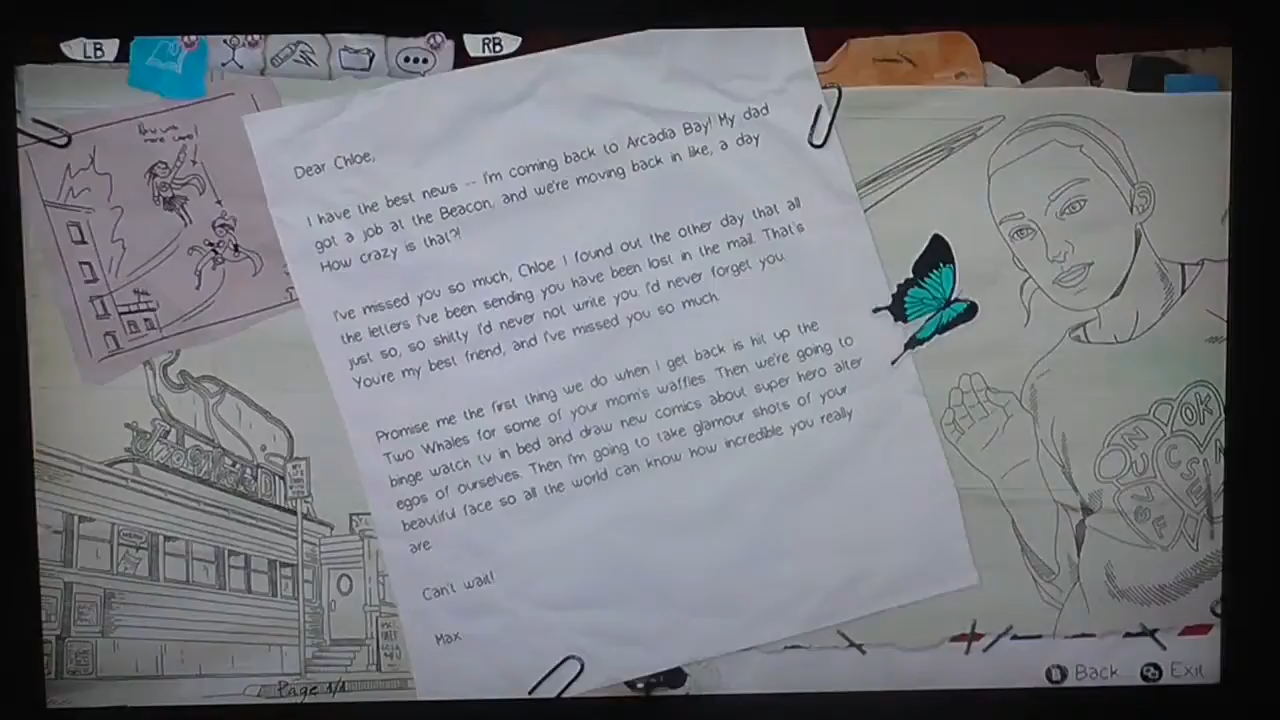 LB
RB
Dear Chloe,
I have the best news -- I'm coming back to Arcadia Bay! My dad
got a job at the Beacon, and we're moving back in like, a day
How crazy is that?!
I've missed you so much, Chloe I found out the other day that all
the letters I've been sending you have been lost in the mail. That's
just so, so shitty I'd never not write you. I'd never forget you.
You're my best friend, and I've missed you so much.
Promise me the first thing we do when I get back is hit up the
Two Whales for some of your mom's waffles. Then we're going to
binge watch tv in bed and draw new comics about super hero alter
egos of ourselves. Then I'm going to take glamour shots of your
beautiful face so all the world can know how incredible you really
are.
Can't wait!
Max
Page 1/1
Back
Exit